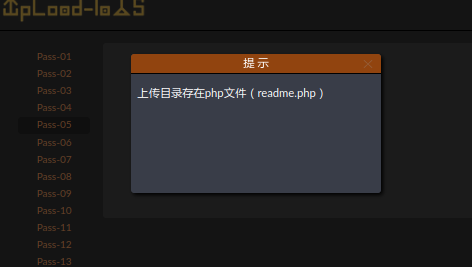 UpLoad-labs
提示
上传目录存在php文件（readme.php）
Pass-01
Pass-02
Pass-03
Pass-04
Pass-05
Pass-06
Pass-07
Pass-08
Pass-09
Pass-10
Pass-11
Pass-12
Pass-13